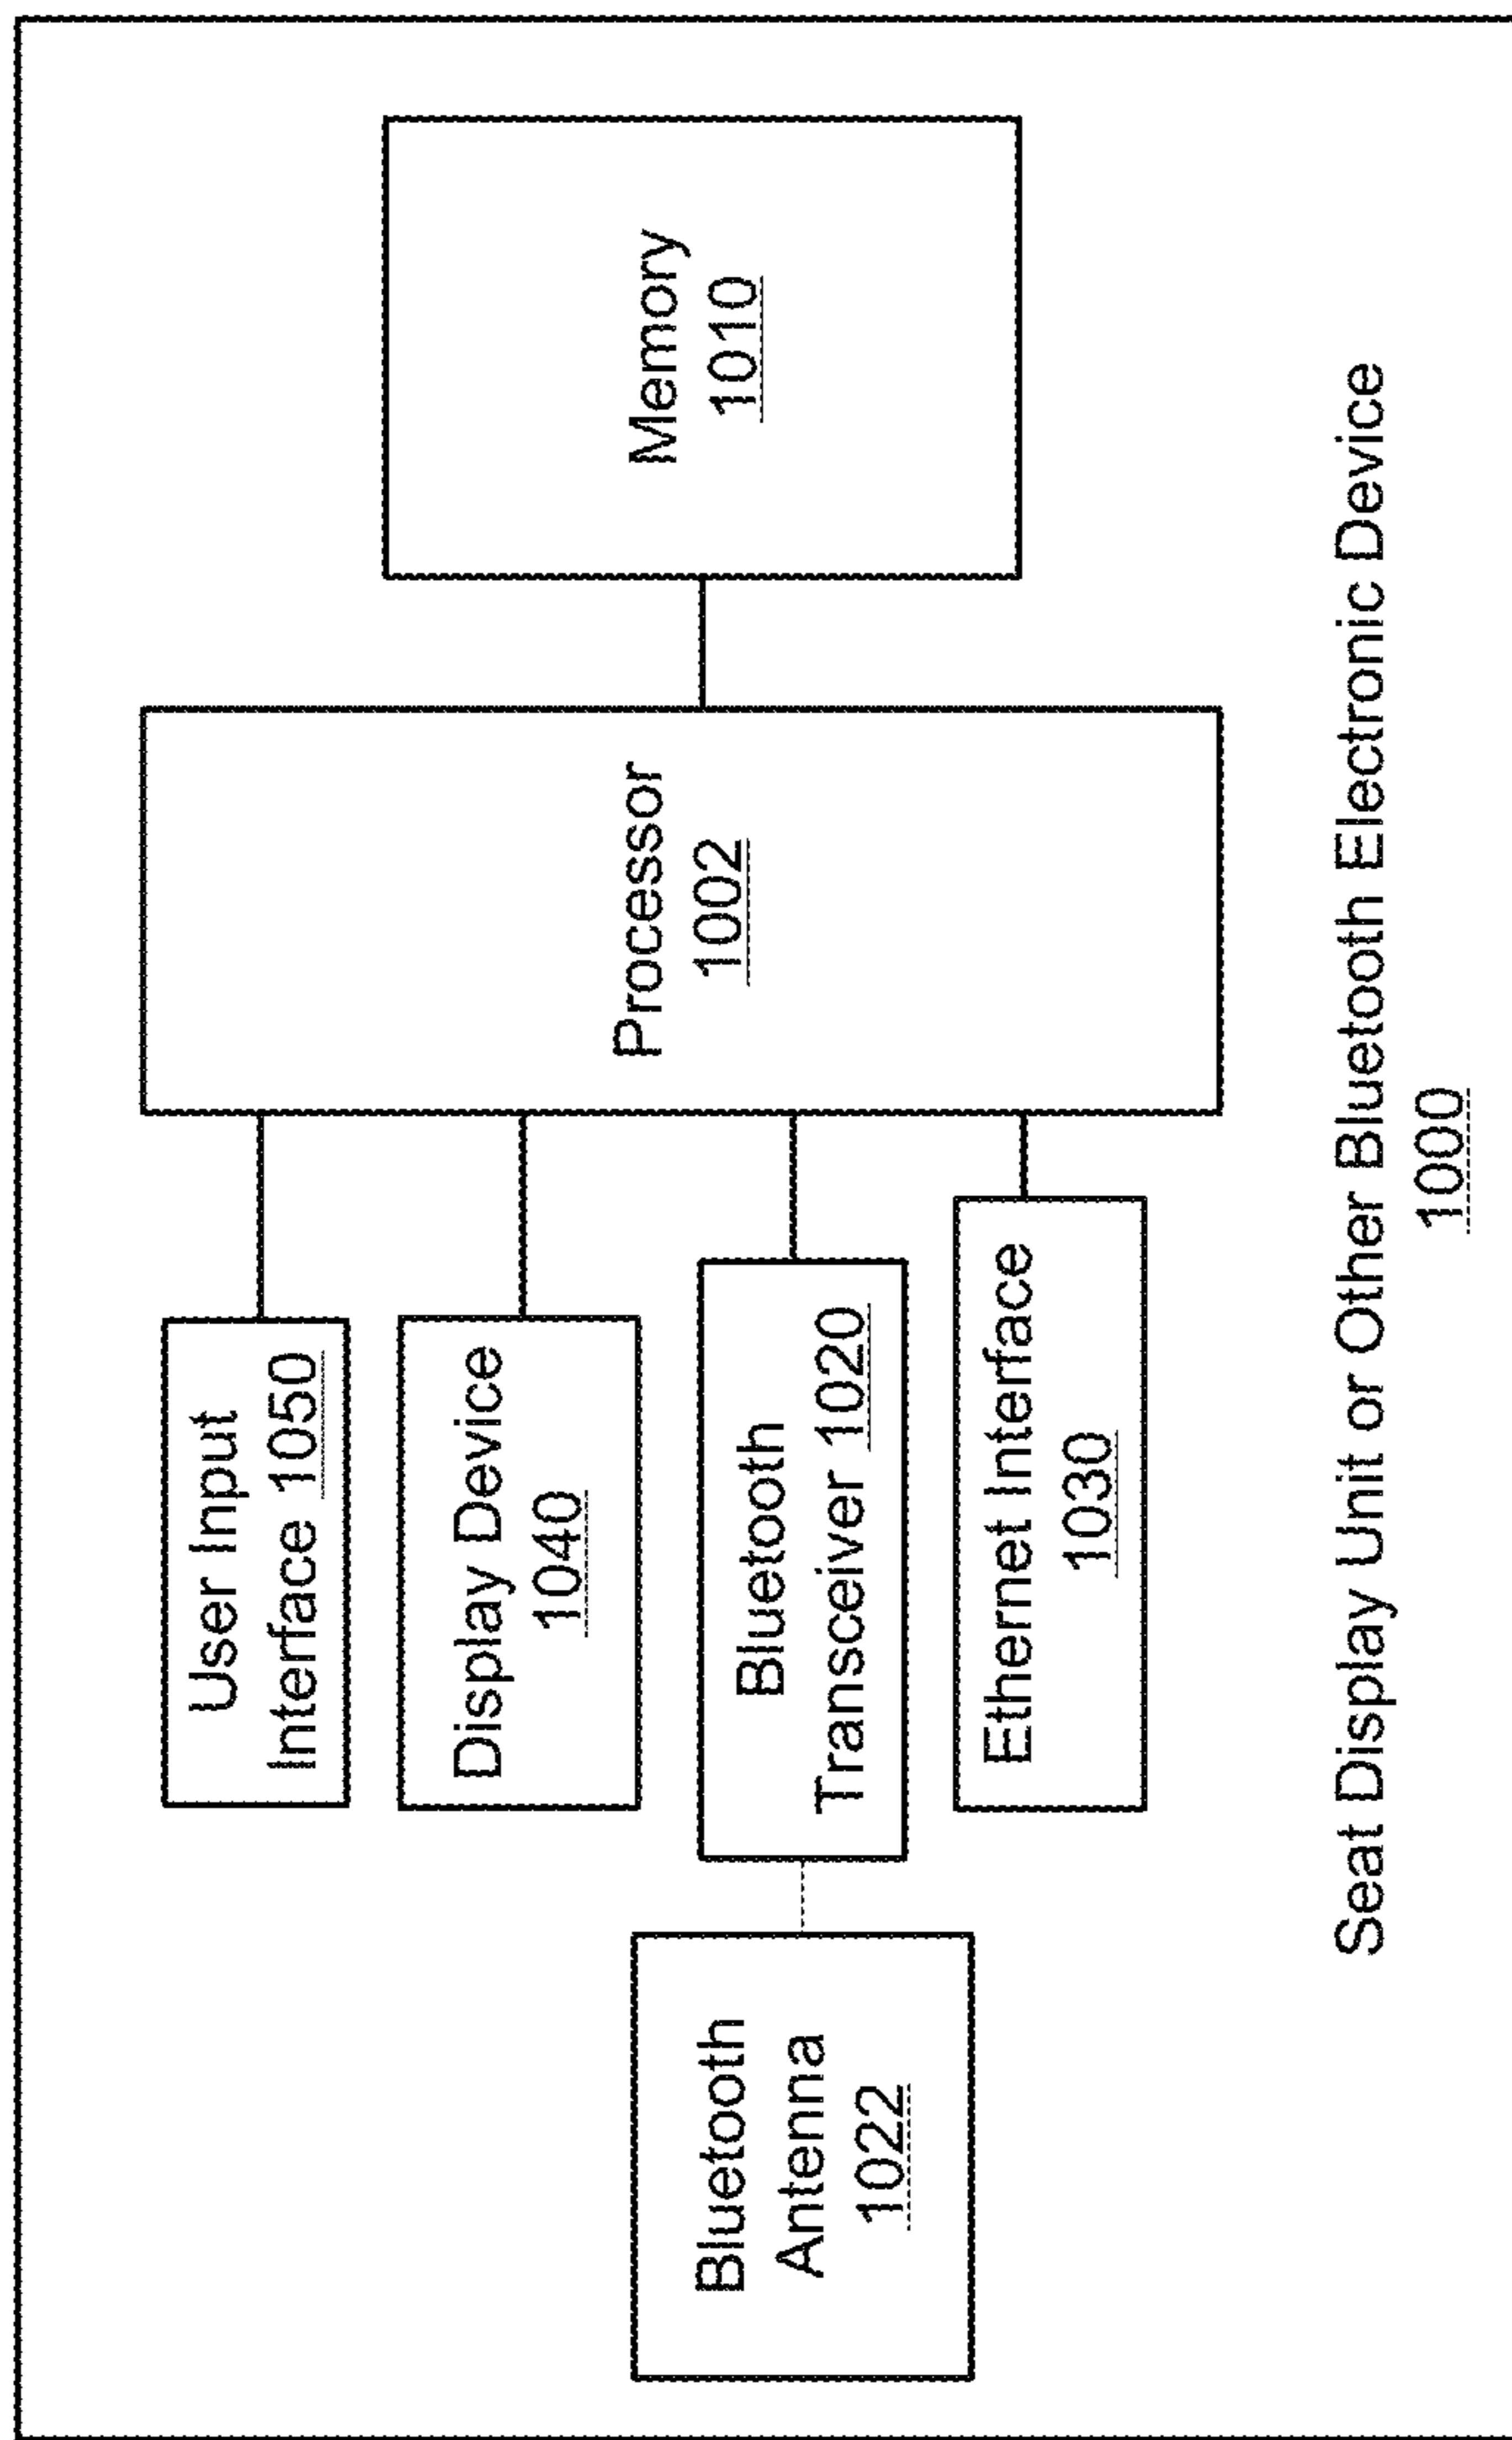 User Input
Interface 1050
Display Device
1040
Bluetooth
Transceiver 1020
Ethernet Interface
1030
Bluetooth
Antenna
1022
Processor
1002
Memory
1010
Seat Display Unit or Other Bluetooth Electronic Device
1000